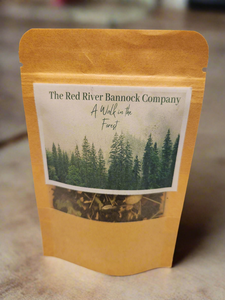 The Red River Bannock Company
A Walk in the
Forest